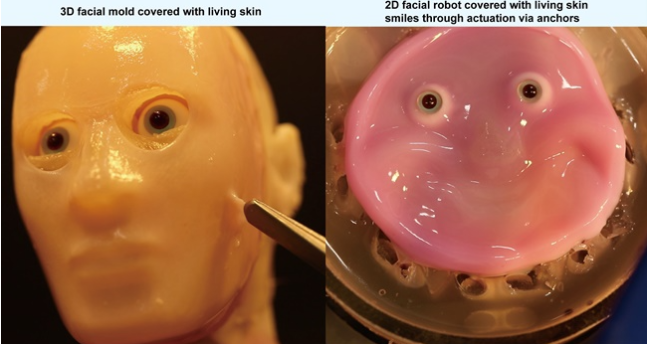 3D facial mold covered with living skin
2D facial robot covered with living skin
smiles through actuation via anchors